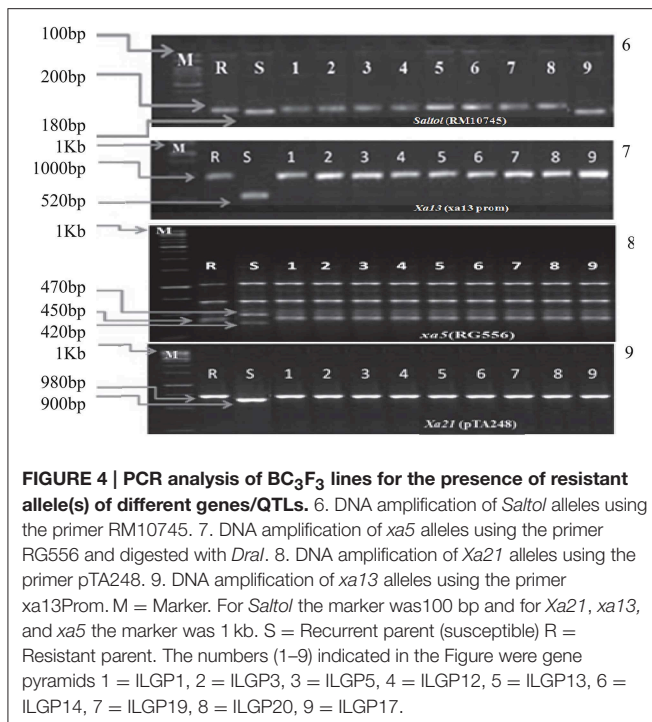 100bp
M
200bp
180bp
R S 1 2 3 4 5 6 7 8 9
Saltol (RM10745)
6
1Kb
M
1000bp
520bp
R S 1 2 3 4 5 6 7 8 9
Xa13 (xa13 prom)
7
1Kb
M
470bp
450bp
420bp
R S 1 2 3 4 5 6 7 8 9
xa5(RG556)
8
1Kb
M
980bp
900bp
R S 1 2 3 4 5 6 7 8 9
Xa21 (pTA248)
9
FIGURE 4 | PCR analysis of BC3F3 lines for the presence of resistant
allele(s) of different genes/QTLs. 6. DNA amplification of Saltol alleles using
the primer RM10745. 7. DNA amplification of xa5 alleles using the primer
RG556 and digested with DraI. 8. DNA amplification of Xa21 alleles using the
primer pTA248. 9. DNA amplification of xa13 alleles using the primer
xa13Prom. M = Marker. For Saltol the marker was100 bp and for Xa21, xa13,
and xa5 the marker was 1 kb. S = Recurrent parent (susceptible) R =
Resistant parent. The numbers (1–9) indicated in the Figure were gene
pyramids 1 = ILGP1, 2 = ILGP3, 3 = ILGP5, 4 = ILGP12, 5 = ILGP13, 6 =
ILGP14, 7 = ILGP19, 8 = ILGP20, 9 = ILGP17.